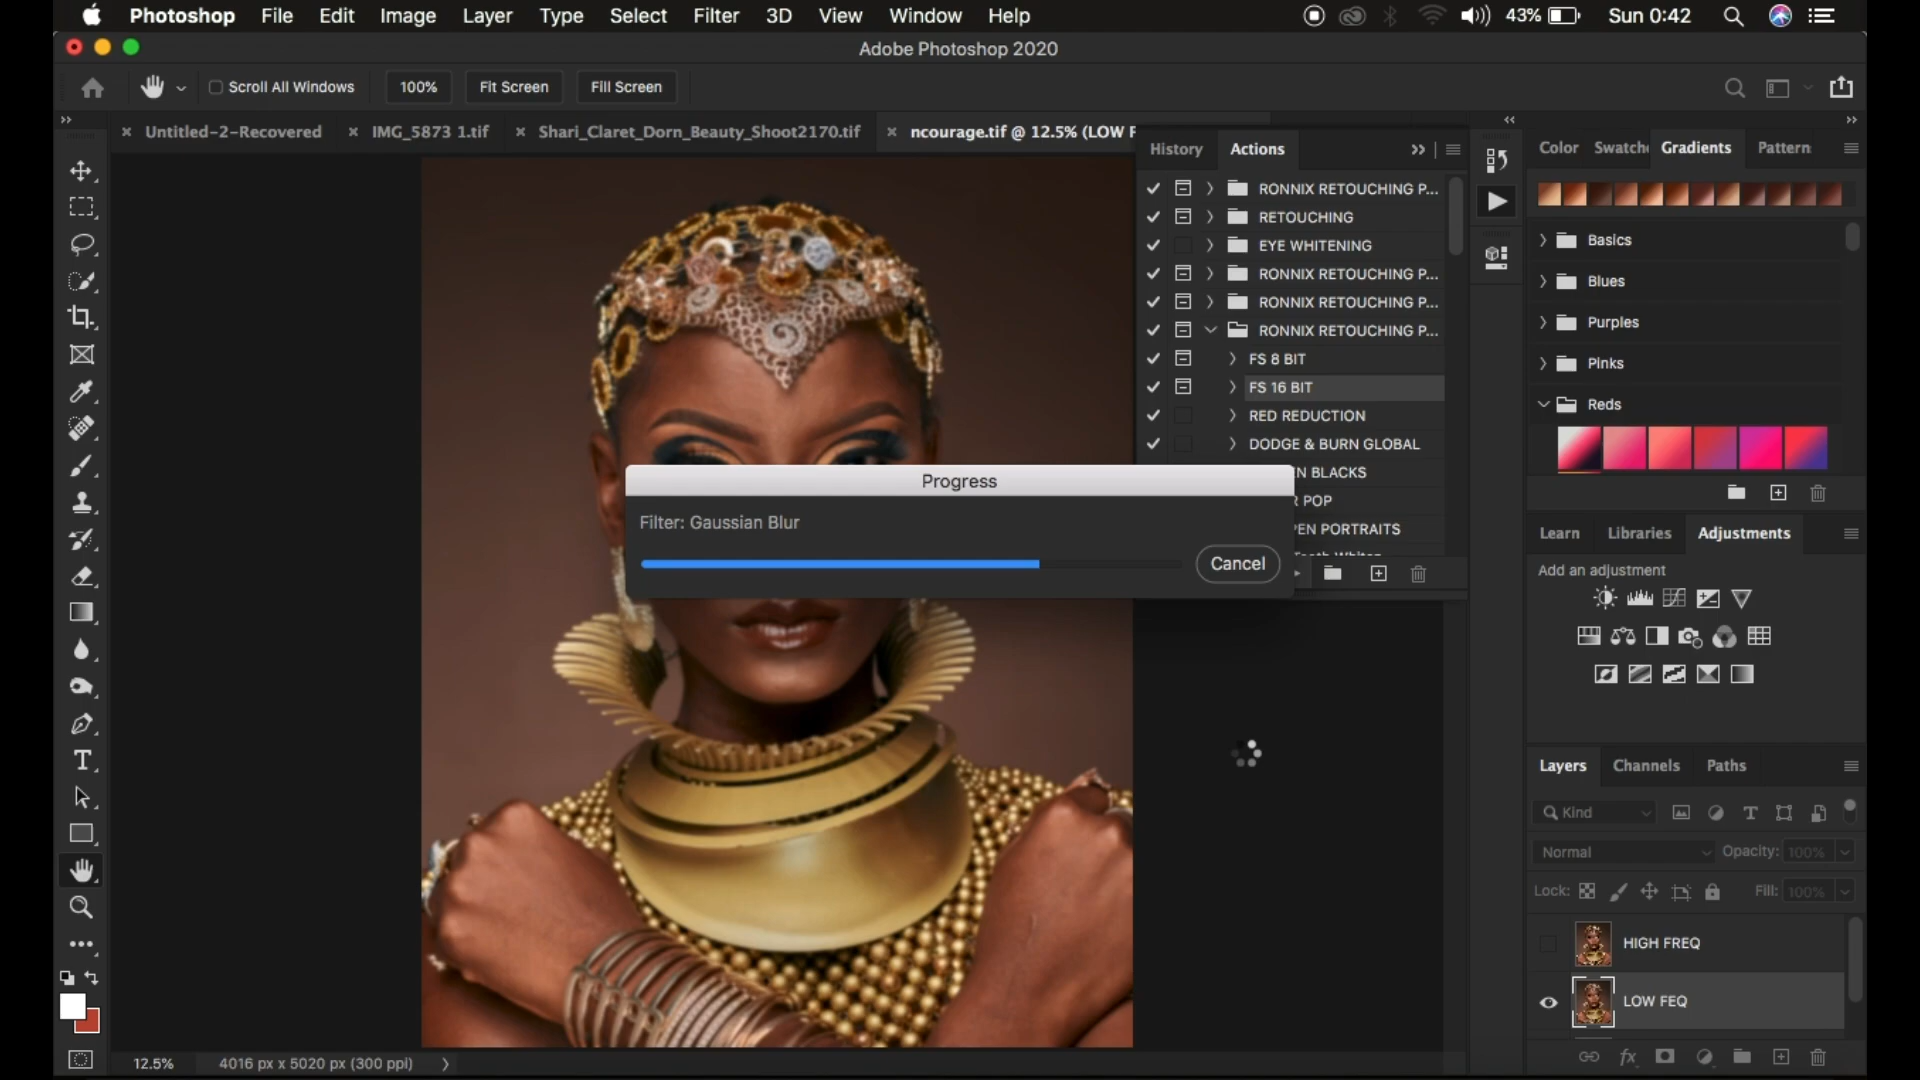 Photoshop File Edit Image Layer Type Select Filter 3D View Window Help 43% Sun 0:42
Adobe Photoshop 2020
Scroll All Windows 100% Fit Screen Fill Screen
Untitled-2-Recovered IMG_5873 1.tif Shari_Claret_Dorn_Beauty_Shoot2170.tif ncourage.tif @ 12.5% (LOW F
History Actions
RONNIX RETOUCHING P...
RETOUCHING
EYE WHITENING
RONNIX RETOUCHING P...
RONNIX RETOUCHING P...
RONNIX RETOUCHING P...
FS 8 BIT
FS 16 BIT
RED REDUCTION
DODGE & BURN GLOBAL
N BLACKS
R POP
PEN PORTRAITS
Progress
Filter: Gaussian Blur
Cancel
Color Swatche Gradients Pattern
Basics
Blues
Purples
Pinks
Reds
Learn Libraries Adjustments
Add an adjustment
Layers Channels Paths
Kind
Normal Opacity: 100%
Lock: Fill: 100%
HIGH FREQ
LOW FEQ
12.5% 4016 px x 5020 px (300 ppi)